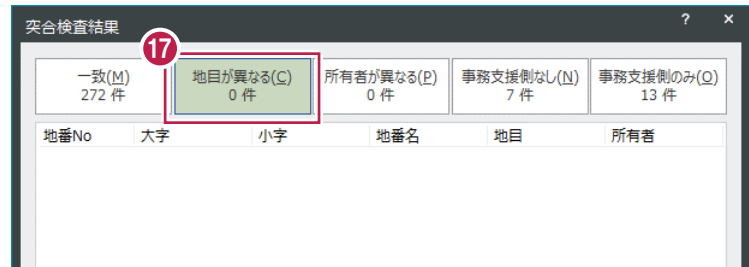 突合検査結果
? ×
17
一致(M) 地目が異なる(C) 所有者が異なる(P) 事務支援側なし(N) 事務支援側のみ(O)
272 件 0 件 0 件 7 件 13 件
地番No 大字 小字 地番名 地目 所有者